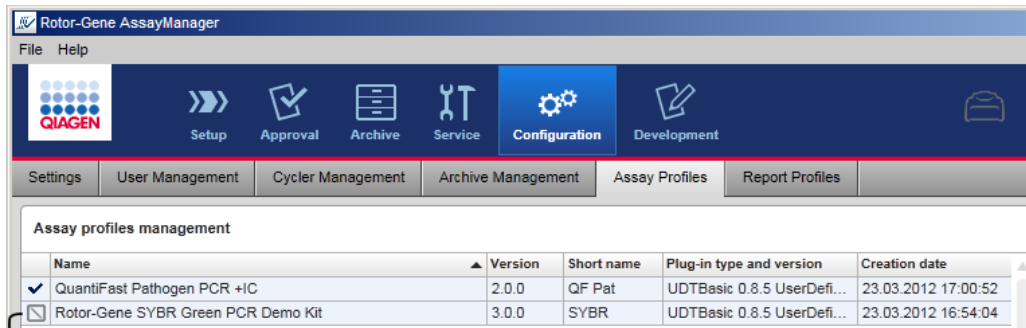 Rotor-Gene AssayManager
File Help
QIAGEN
Setup Approval Archive Service Configuration Development
Settings User Management Cycler Management Archive Management Assay Profiles Report Profiles
Assay profiles management
Name Version Short name Plug-in type and version Creation date
QuantiFast Pathogen PCR +IC 2.0.0 QF Pat UDTBasic 0.8.5 UserDefi... 23.03.2012 17:00:52
Rotor-Gene SYBR Green PCR Demo Kit 3.0.0 SYBR UDTBasic 0.8.5 UserDefi... 23.03.2012 16:54:04